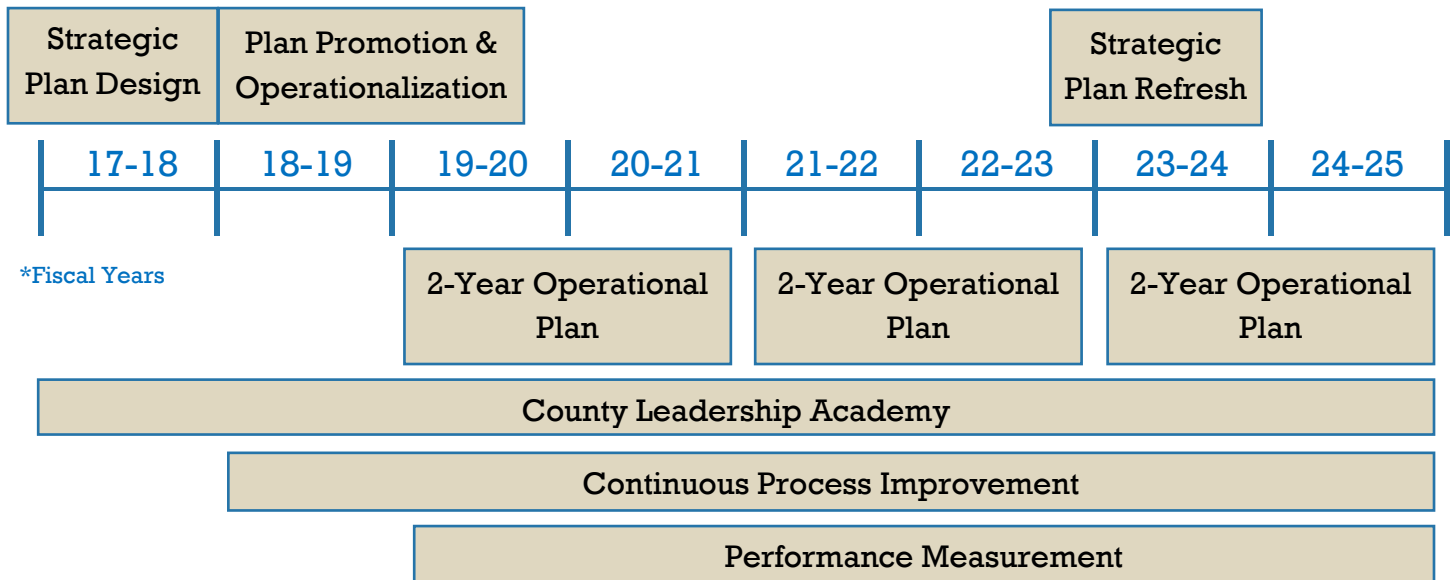 Strategic
Plan Design
Plan Promotion &
Operationalization
Strategic
Plan Refresh
17-18 18-19 19-20 20-21 21-22 22-23 23-24 24-25
*Fiscal Years
2-Year Operational
Plan
2-Year Operational
Plan
2-Year Operational
Plan
County Leadership Academy
Continuous Process Improvement
Performance Measurement